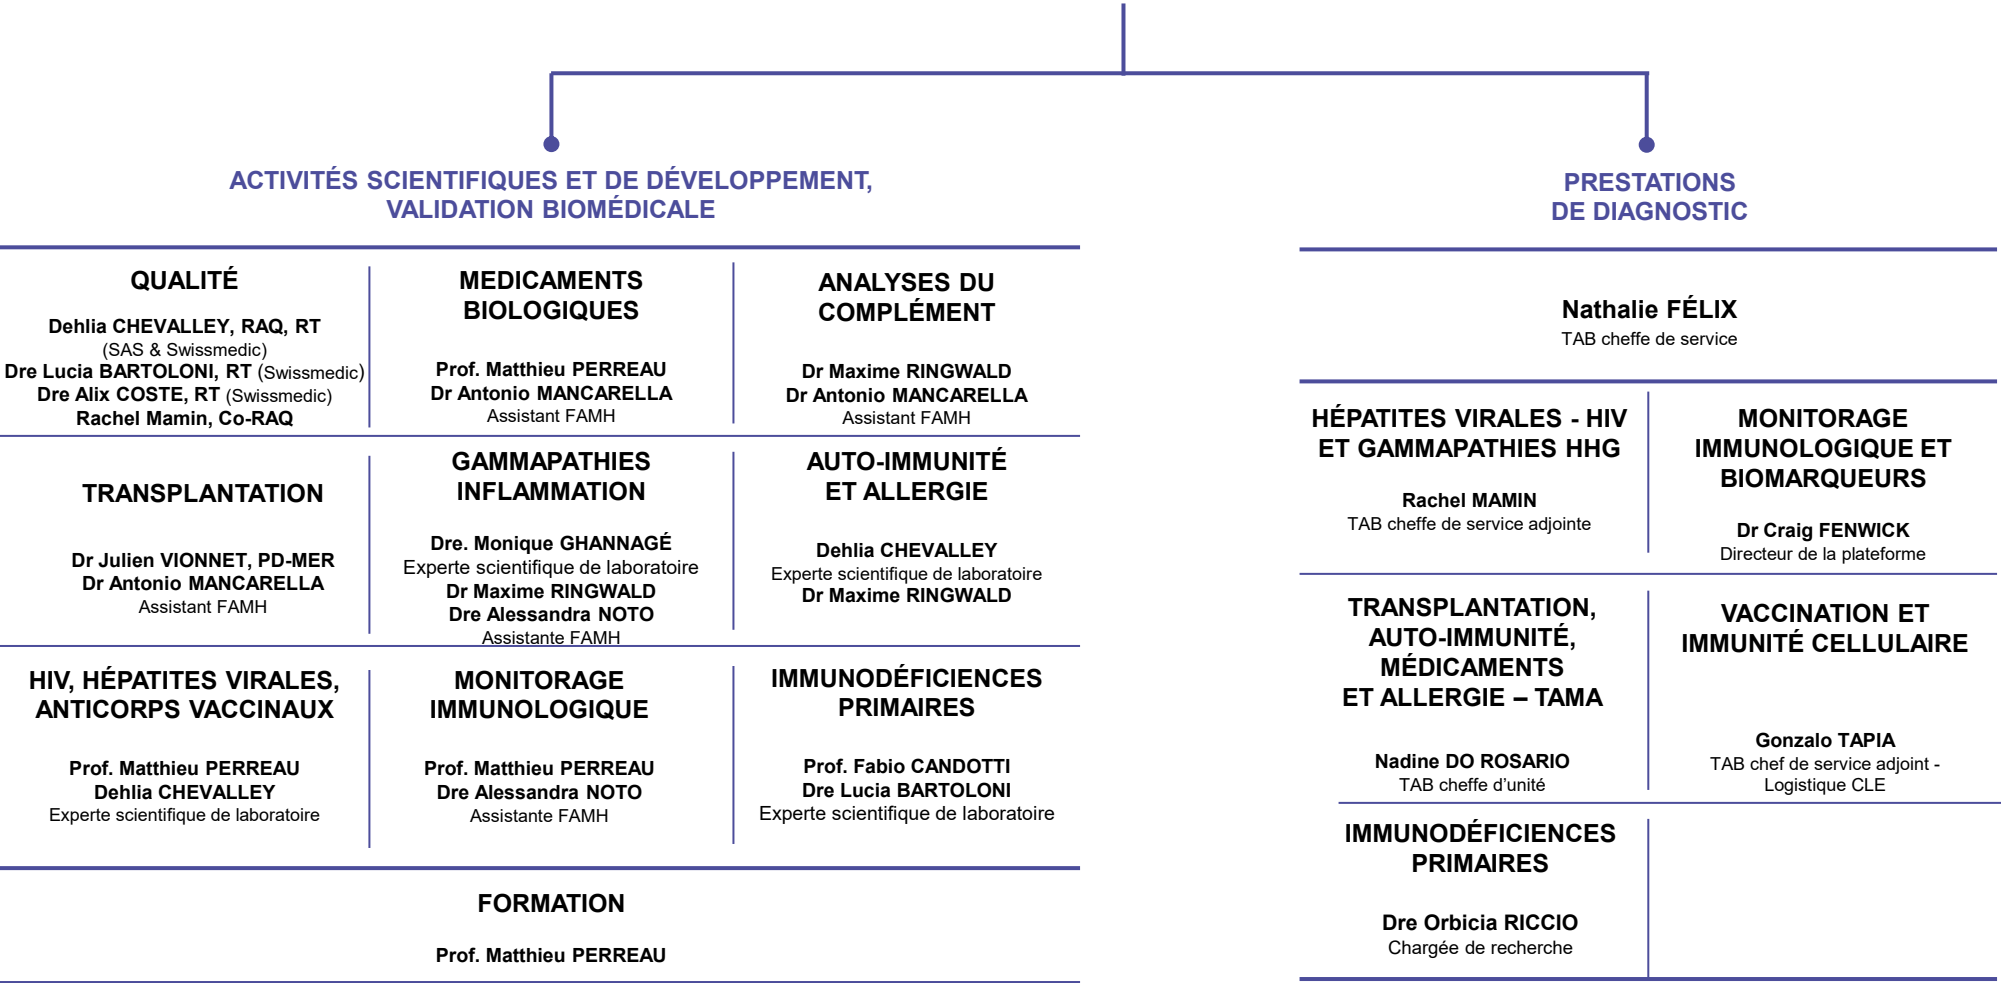 ACTIVITÉS SCIENTIFIQUES ET DE DÉVELOPPEMENT,
VALIDATION BIOMÉDICALE
QUALITÉ
Dehlia CHEVALLEY, RAQ, RT
(SAS & Swissmedic)
Dre Lucia BARTOLONI, RT (Swissmedic)
Dre Alix COSTE, RT (Swissmedic)
Rachel Mamin, Co-RAQ
MEDICAMENTS
BIOLOGIQUES
Prof. Matthieu PERREAU
Dr Antonio MANCARELLA
Assistant FAMH
ANALYSES DU
COMPLÉMENT
Dr Maxime RINGWALD
Dr Antonio MANCARELLA
Assistant FAMH
TRANSPLANTATION
Dr Julien VIONNET, PD-MER
Dr Antonio MANCARELLA
Assistant FAMH
GAMMAPATHIES
INFLAMMATION
Dre. Monique GHANNAGÉ
Experte scientifique de laboratoire
Dr Maxime RINGWALD
Dre Alessandra NOTO
Assistante FAMH
AUTO-IMMUNITÉ
ET ALLERGIE
Dehlia CHEVALLEY
Experte scientifique de laboratoire
Dr Maxime RINGWALD
HIV, HÉPATITES VIRALES,
ANTICORPS VACCINAUX
Prof. Matthieu PERREAU
Dehlia CHEVALLEY
Experte scientifique de laboratoire
MONITORAGE
IMMUNOLOGIQUE
Prof. Matthieu PERREAU
Dre Alessandra NOTO
Assistante FAMH
IMMUNODÉFICIENCES
PRIMAIRES
Prof. Fabio CANDOTTI
Dre Lucia BARTOLONI
Experte scientifique de laboratoire
FORMATION
Prof. Matthieu PERREAU
PRESTATIONS
DE DIAGNOSTIC
Nathalie FÉLIX
TAB cheffe de service
HÉPATITES VIRALES - HIV
ET GAMMAPATHIES HHG
Rachel MAMIN
TAB cheffe de service adjointe
MONITORAGE
IMMUNOLOGIQUE ET
BIOMARQUEURS
Dr Craig FENWICK
Directeur de la plateforme
TRANSPLANTATION,
AUTO-IMMUNITÉ,
MÉDICAMENTS
ET ALLERGIE – TAMA
Nadine DO ROSARIO
TAB cheffe d'unité
VACCINATION ET
IMMUNITÉ CELLULAIRE
Gonzalo TAPIA
TAB chef de service adjoint -
Logistique CLE
IMMUNODÉFICIENCES
PRIMAIRES
Dre Orbicia RICCIO
Chargée de recherche